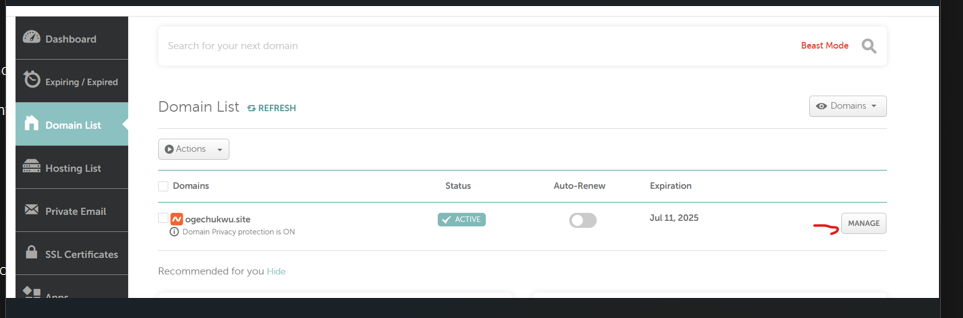 Dashboard
Expiring / Expired
Domain List
Hosting List
Private Email
SSL Certificates
Apps
Search for your next domain
Beast Mode
Domain List
REFRESH
Domains
Actions
Domains Status Auto-Renew Expiration
ogechukwu.site ACTIVE Jul 11, 2025 MANAGE
Domain Privacy protection is ON
Recommended for you Hide